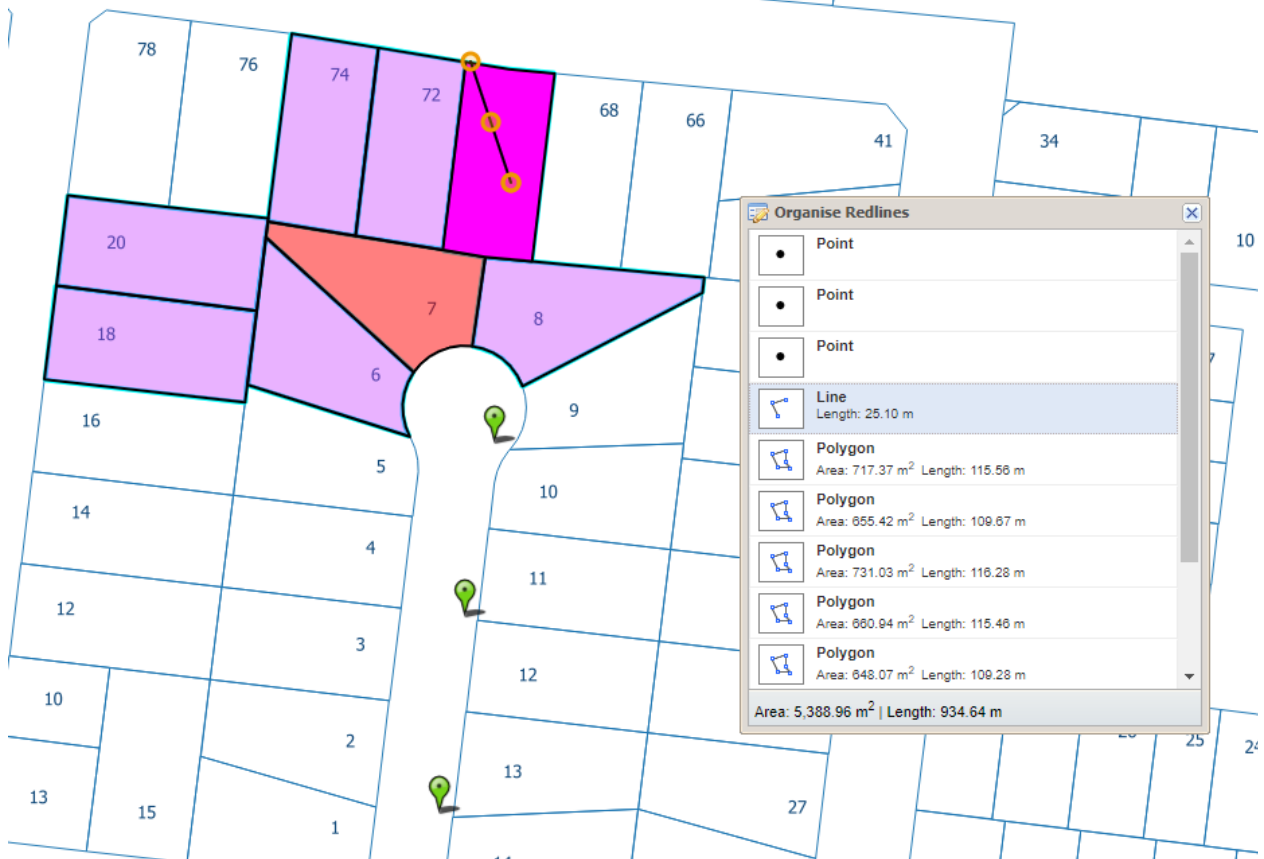 78
76
74
72
68
66
41
34
10
20
18
7
8
6
16
9
5
14
10
4
11
12
3
12
10
2
13
13
15
1
27
25
Organise Redlines
Point
Point
Point
Line
Length: 25.10 m
Polygon
Area: 717.37 m² Length: 115.56 m
Polygon
Area: 655.42 m² Length: 109.67 m
Polygon
Area: 731.03 m² Length: 116.28 m
Polygon
Area: 660.94 m² Length: 115.46 m
Polygon
Area: 648.07 m² Length: 109.28 m
Area: 5,388.96 m² | Length: 934.64 m